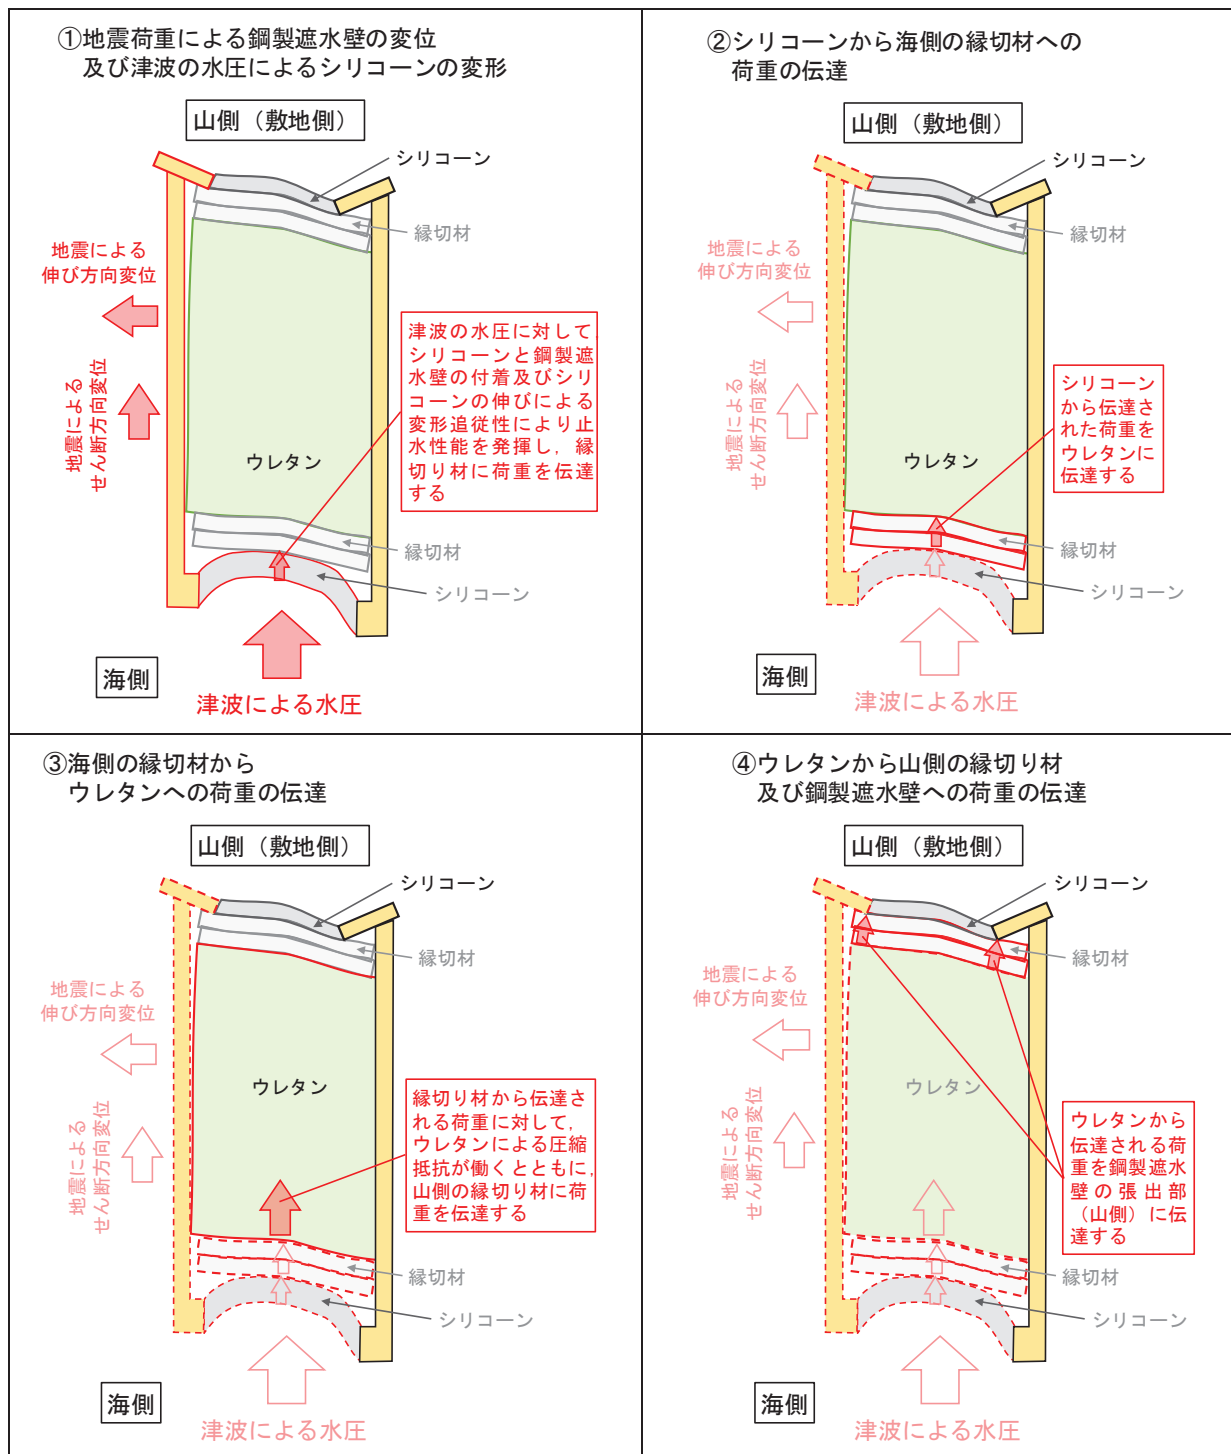 ①地震荷重による鋼製遮水壁の変位
及び津波の水圧によるシリコーンの変形
山側（敷地側）
シリコーン
縁切材
地震による
伸び方向変位
津波の水圧に対して
シリコーンと鋼製遮
水壁の付着及びシリ
コーンの伸びによる
変形追従性により止
水性能を発揮し，縁
切り材に荷重を伝達
する
地震による
せん断方向変位
ウレタン
縁切材
シリコーン
海側
津波による水圧
②シリコーンから海側の縁切材への
荷重の伝達
山側（敷地側）
シリコーン
縁切材
地震による
伸び方向変位
地震による
せん断方向変位
シリコーン
から伝達さ
れた荷重を
ウレタンに
伝達する
ウレタン
縁切材
シリコーン
海側
津波による水圧
③海側の縁切材から
ウレタンへの荷重の伝達
山側（敷地側）
シリコーン
縁切材
地震による
伸び方向変位
ウレタン
地震による
せん断方向変位
縁切り材から伝達さ
れる荷重に対して，
ウレタンによる圧縮
抵抗が働くとともに，
山側の縁切り材に荷
重を伝達する
縁切材
シリコーン
海側
津波による水圧
④ウレタンから山側の縁切り材
及び鋼製遮水壁への荷重の伝達
山側（敷地側）
シリコーン
縁切材
地震による
伸び方向変位
ウレタン
地震による
せん断方向変位
ウレタンから
伝達される荷
重を鋼製遮水
壁の張出部
（山側）に伝
達する
縁切材
シリコーン
海側
津波による水圧